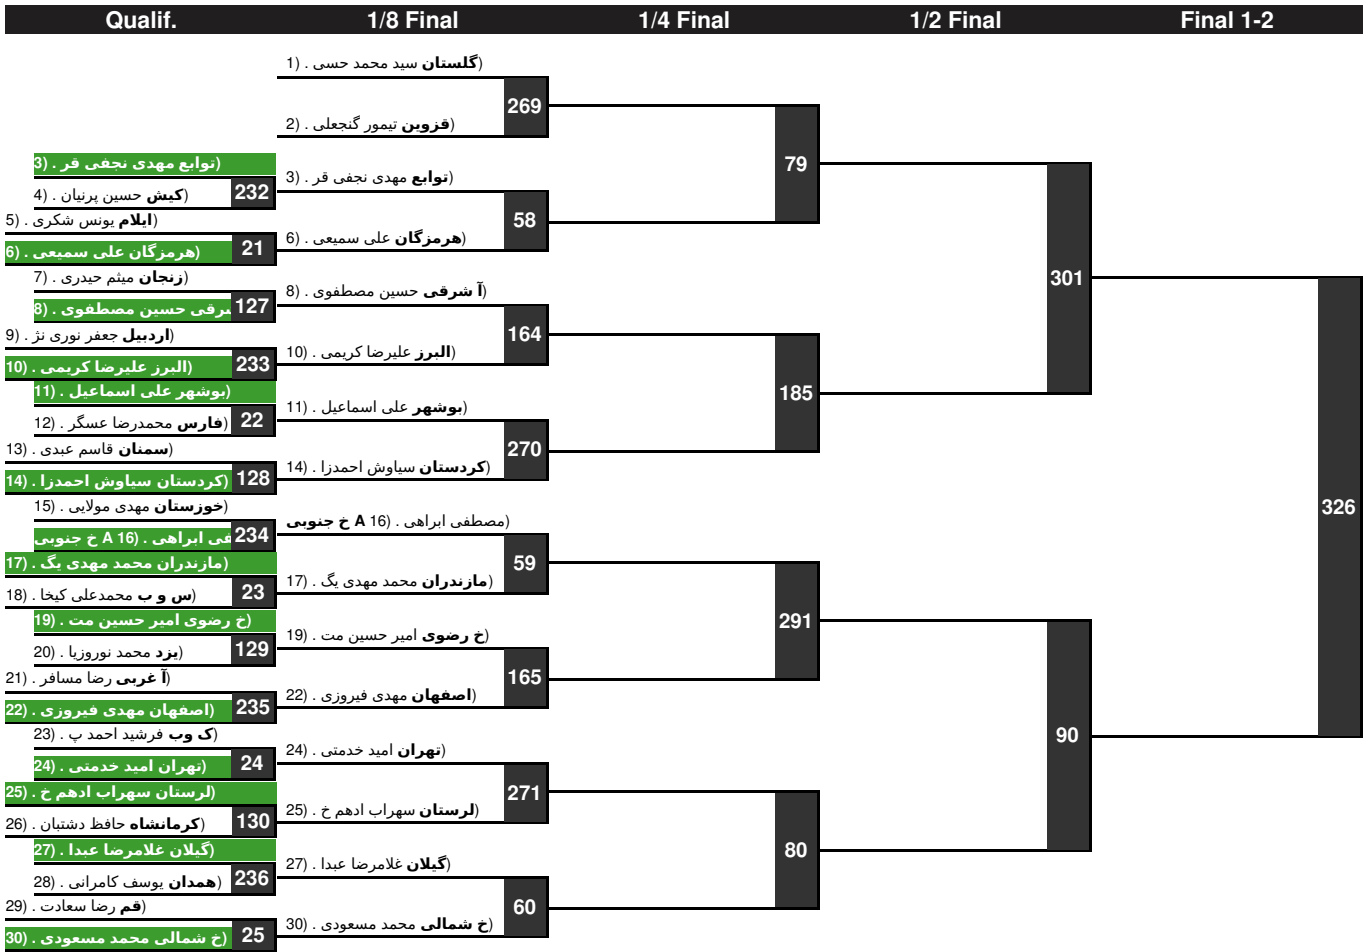 Qualif. 1/8 Final 1/4 Final 1/2 Final Final 1-2
1) . سید محمد حسی گلستان)
269
2) . تیمور گنجعلی قزوین)
79
3) . توابع مهدی نجفی قر)
232
4) . حسین پرنیان کیش)
3) . مهدی نجفی قر توابع)
58
5) . یونس شکری ایلام)
21
6) . هرمزگان علی سمیعی)
6) . علی سمیعی هرمزگان)
301
7) . میثم حیدری زنجان)
127
8) . حسین مصطفوی شرقی
8) . حسین مصطفوی آ شرقی)
164
9) . جعفر نوری نژ اردبیل)
233
10) . البرز علیرضا کریمی)
10) . علیرضا کریمی البرز)
185
11) . بوشهر علی اسماعیل)
22
12) . محمدرضا عسگر فارس)
11) . علی اسماعیل بوشهر)
270
13) . قاسم عبدی سمنان)
128
14) . کردستان سیاوش احمدزا)
14) . سیاوش احمدزا کردستان)
326
15) . مهدی مولایی خوزستان)
234
خ جنوبی A 16) . ابراهی
خ جنوبی A 16) . مصطفی ابراهی)
59
17) . مازندران محمد مهدی یگ)
23
18) . محمدعلی کیخا س و ب)
17) . محمد مهدی یگ مازندران)
291
19) . خ رضوی امیر حسین مت)
129
20) . محمد نوروزیا یزد)
19) . امیر حسین مت خ رضوی)
165
21) . رضا مسافر آ غربی)
235
22) . اصفهان مهدی فیروزی)
22) . مهدی فیروزی اصفهان)
90
23) . فرشید احمد پ ک وب)
24
24) . تهران امید خدمتی)
24) . امید خدمتی تهران)
271
25) . لرستان سهراب ادهم خ)
130
26) . حافظ دشتبان کرمانشاه)
25) . سهراب ادهم خ لرستان)
80
27) . گیلان غلامرضا عبدا)
236
28) . یوسف کامرانی همدان)
27) . غلامرضا عبدا گیلان)
60
29) . رضا سعادت قم)
25
30) . خ شمالی محمد مسعودی)
30) . محمد مسعودی خ شمالی)